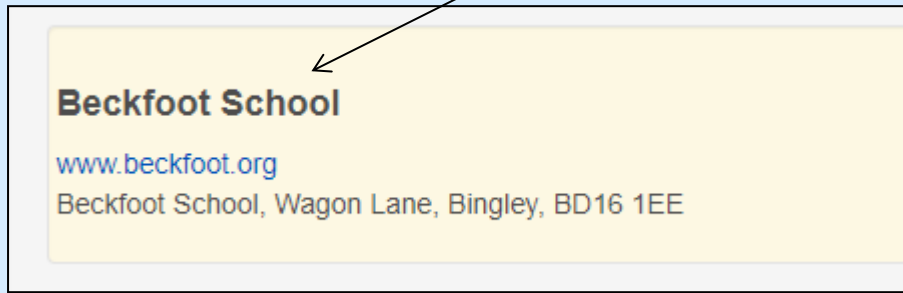 Beckfoot School
www.beckfoot.org
Beckfoot School, Wagon Lane, Bingley, BD16 1EE